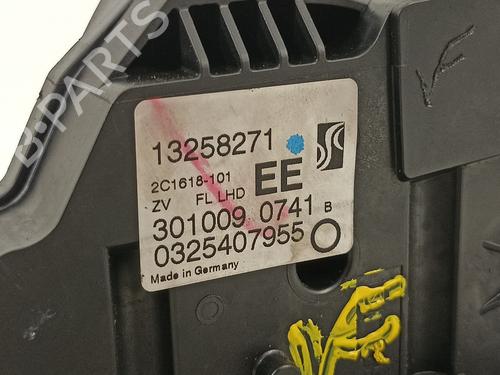 B-PARTS
13258271
2C1618-101
EE
ZV FL LHD
301009 0741 B
0325407955
Made in Germany